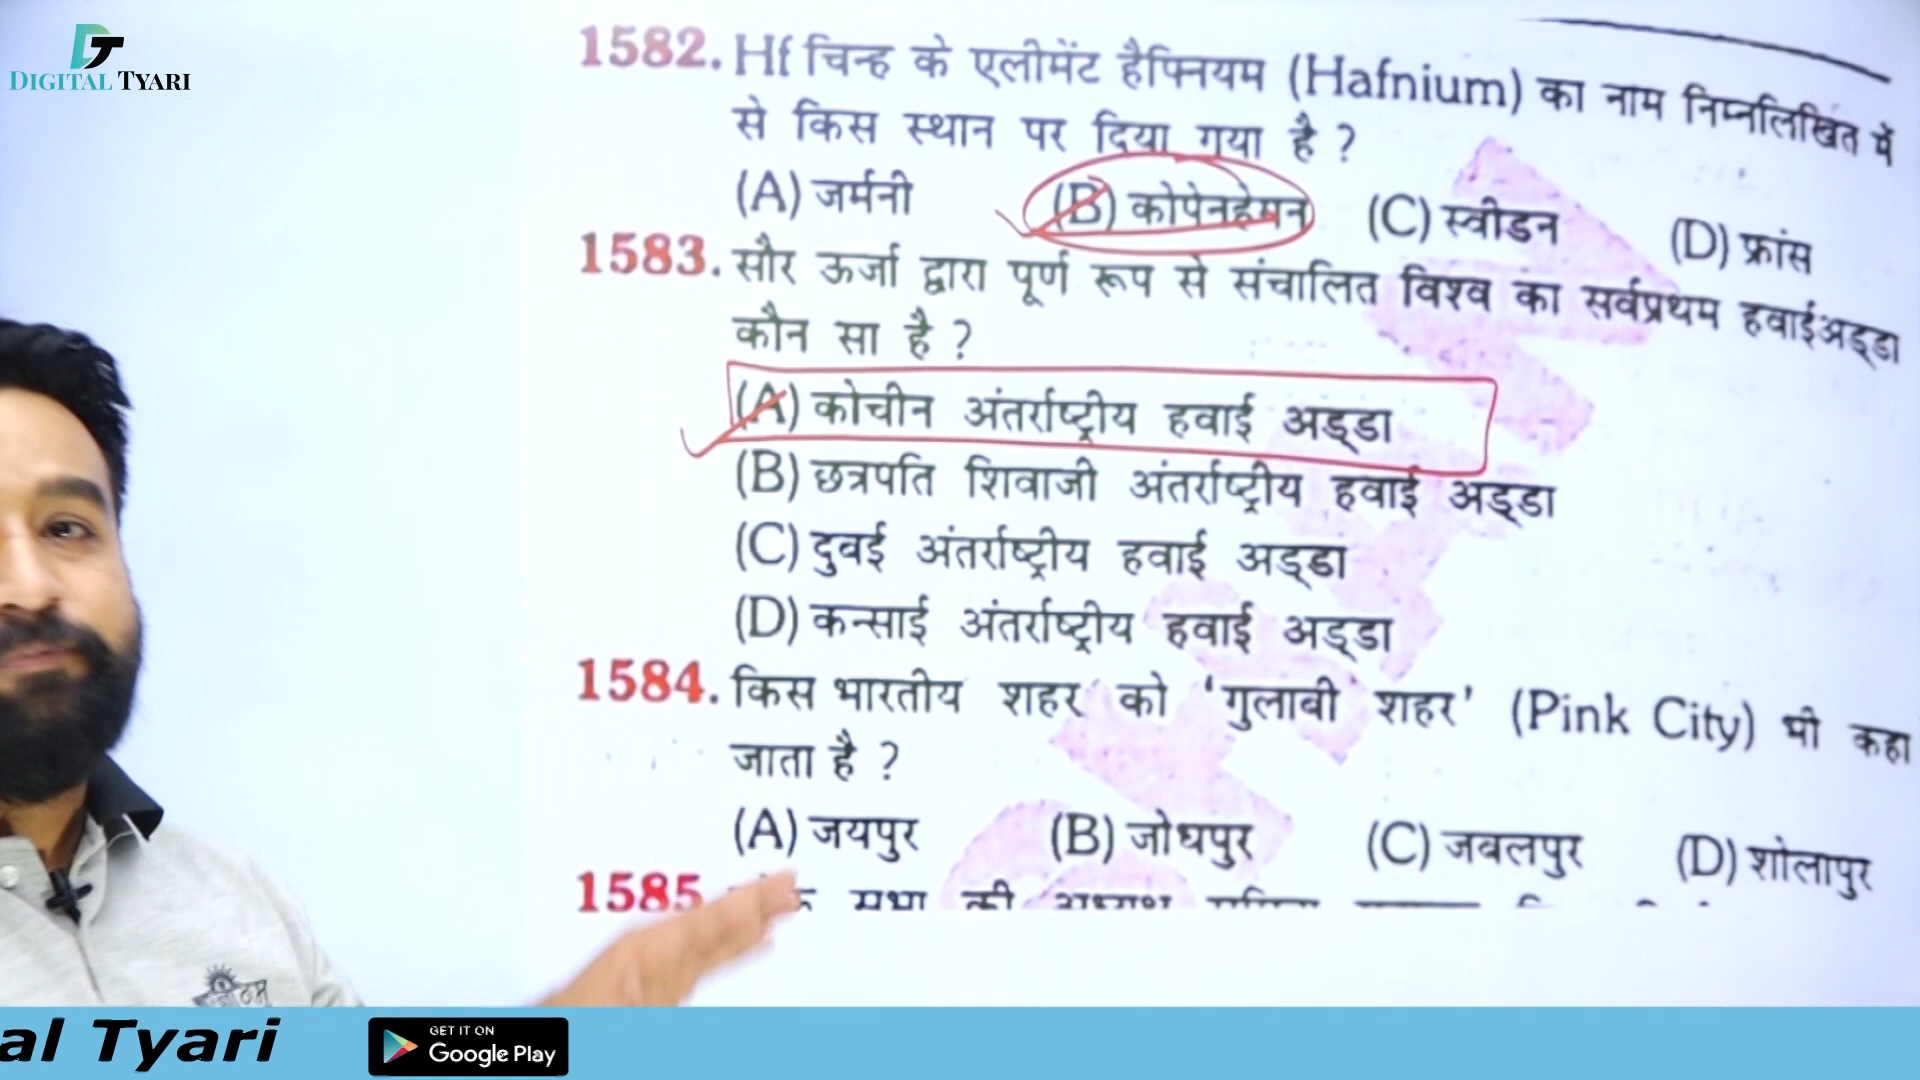 DT
DIGITAL TYARI
1582. Hf चिन्ह के एलीमेंट हैफ्नियम (Hafnium) का नाम निम्नलिखित में
से किस स्थान पर दिया गया है ?
(A) जर्मनी (B) कोपेनहेगन (C) स्वीडन (D) फ्रांस
1583. सौर ऊर्जा द्वारा पूर्ण रूप से संचालित विश्व का सर्वप्रथम हवाईअड्डा
कौन सा है ?
(A) कोचीन अंतर्राष्ट्रीय हवाई अड्डा
(B) छत्रपति शिवाजी अंतर्राष्ट्रीय हवाई अड्डा
(C) दुवई अंतर्राष्ट्रीय हवाई अड्डा
(D) कन्साई अंतर्राष्ट्रीय हवाई अड्डा
1584. किस भारतीय शहर को ‘गुलाबी शहर’ (Pink City) भी कहा
जाता है ?
(A) जयपुर (B) जोधपुर (C) जबलपुर (D) शोलापुर
1585.
al Tyari
GET IT ON
Google Play